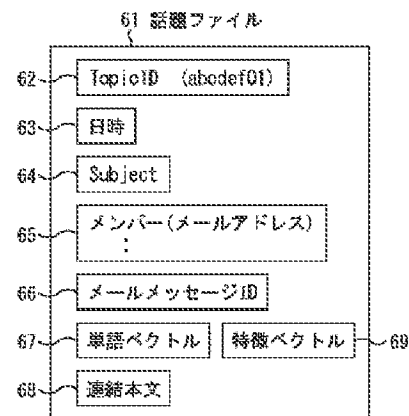 61 話題ファイル
62 TopicID (abcdef01)
63 日時
64 Subject
65 メンバー(メールアドレス)
:
66 メールメッセージID
67 単語ベクトル 特徴ベクトル 69
68 連結本文